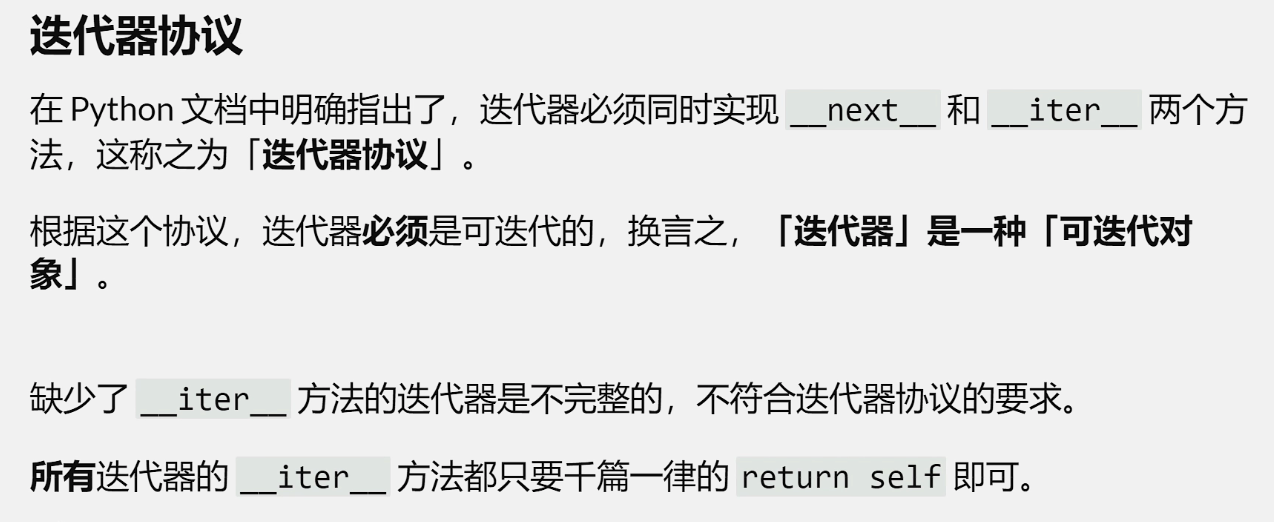 迭代器协议
在 Python 文档中明确指出了，迭代器必须同时实现 __next__ 和 __iter__ 两个方
法，这称之为「迭代器协议」。
根据这个协议，迭代器必须是可迭代的，换言之，「迭代器」是一种「可迭代对
象」。
缺少了 __iter__ 方法的迭代器是不完整的，不符合迭代器协议的要求。
所有迭代器的 __iter__ 方法都只要千篇一律的 return self 即可。